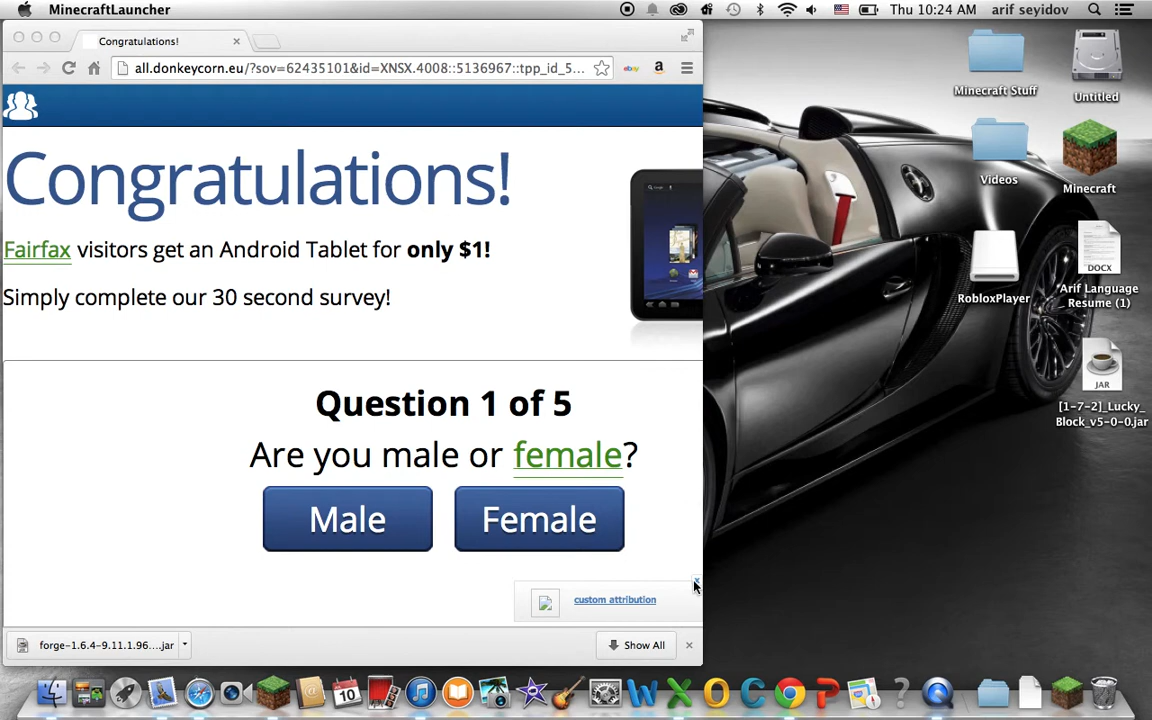 MinecraftLauncher
Thu 10:24 AM arif seyidov
Congratulations!
all.donkeycorn.eu/?sov=62435101&id=XNSX.4008::5136967::tpp_id_5...
ebay
a
Congratulations!
Fairfax visitors get an Android Tablet for only $1!
Simply complete our 30 second survey!
Question 1 of 5
Are you male or female?
Male
Female
custom attribution
forge-1.6.4-9.11.1.96....jar
Show All
Minecraft Stuff
Untitled
Videos
Minecraft
RobloxPlayer
DOCX
Arif Language
Resume (1)
JAR
[1-7-2]_Lucky_
Block_v5-0-0.jar
10